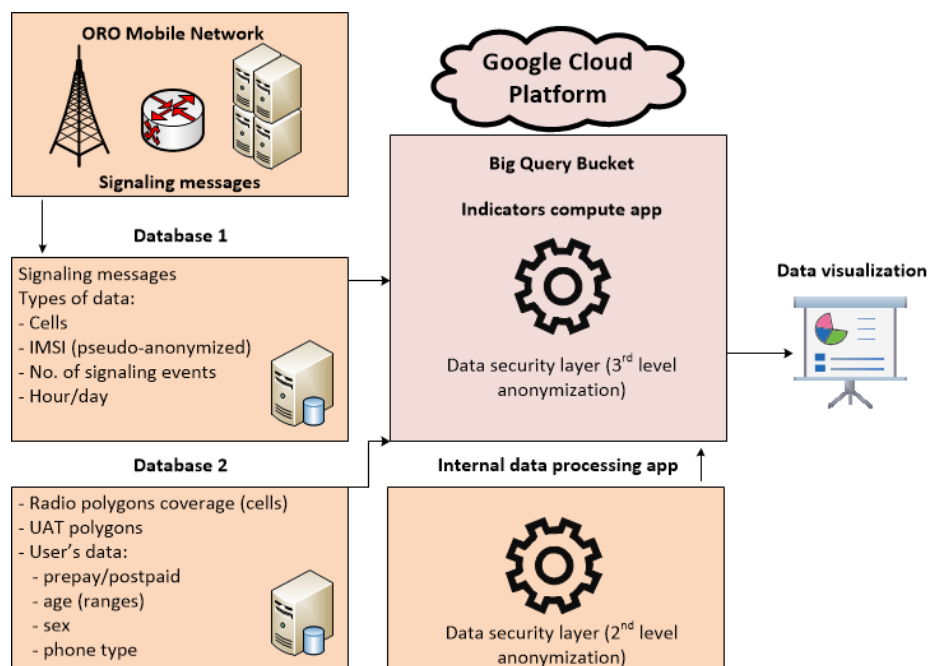 ORO Mobile Network
Signaling messages
Google Cloud
Platform
Big Query Bucket
Indicators compute app
Data security layer (3rd level
anonymization)
Database 1
Signaling messages
Types of data:
- Cells
- IMSI (pseudo-anonymized)
- No. of signaling events
- Hour/day
Data visualization
Database 2
- Radio polygons coverage (cells)
- UAT polygons
- User's data:
- prepay/postpaid
- age (ranges)
- sex
- phone type
Internal data processing app
Data security layer (2nd level
anonymization)